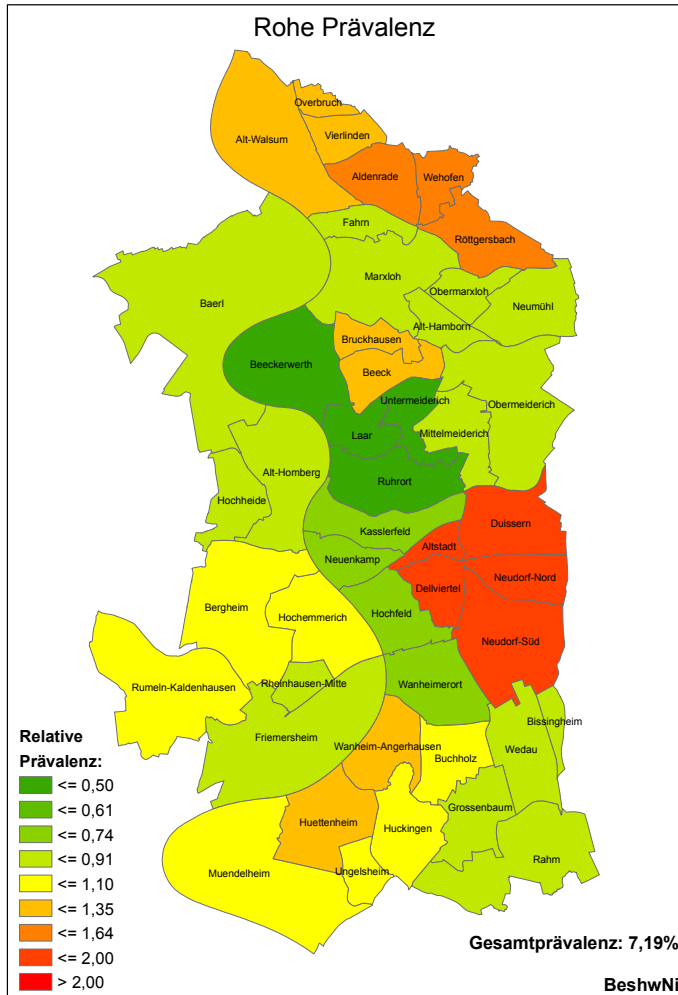 Rohe Prävalenz
Overbruch
Alt-Walsum
Vierlinden
Aldenrade
Wehofen
Fahrn
Röttgersbach
Marxloh
Obermarxloh
Baerl
Neumühl
Alt-Hamborn
Bruckhausen
Beeckerwerth
Beeck
Untermeiderich
Obermeiderich
Laar
Mittelmeiderich
Alt-Homberg
Ruhrort
Hochheide
Kasslerfeld
Duissern
Altstadt
Neuenkamp
Neudorf-Nord
Dellviertel
Bergheim
Hochemmerich
Hochfeld
Neudorf-Süd
Rumeln-Kaldenhausen
Rheinhausen-Mitte
Wanheimerort
Bissingheim
Friemersheim
Wanheim-Angerhausen
Wedau
Buchholz
Grossenbaum
Huettenheim
Huckingen
Rahm
Muendelheim
Ungelsheim
Relative
Prävalenz:
<= 0,50
<= 0,61
<= 0,74
<= 0,91
<= 1,10
<= 1,35
<= 1,64
<= 2,00
> 2,00
Gesamtprävalenz: 7,19%
BeshwNi